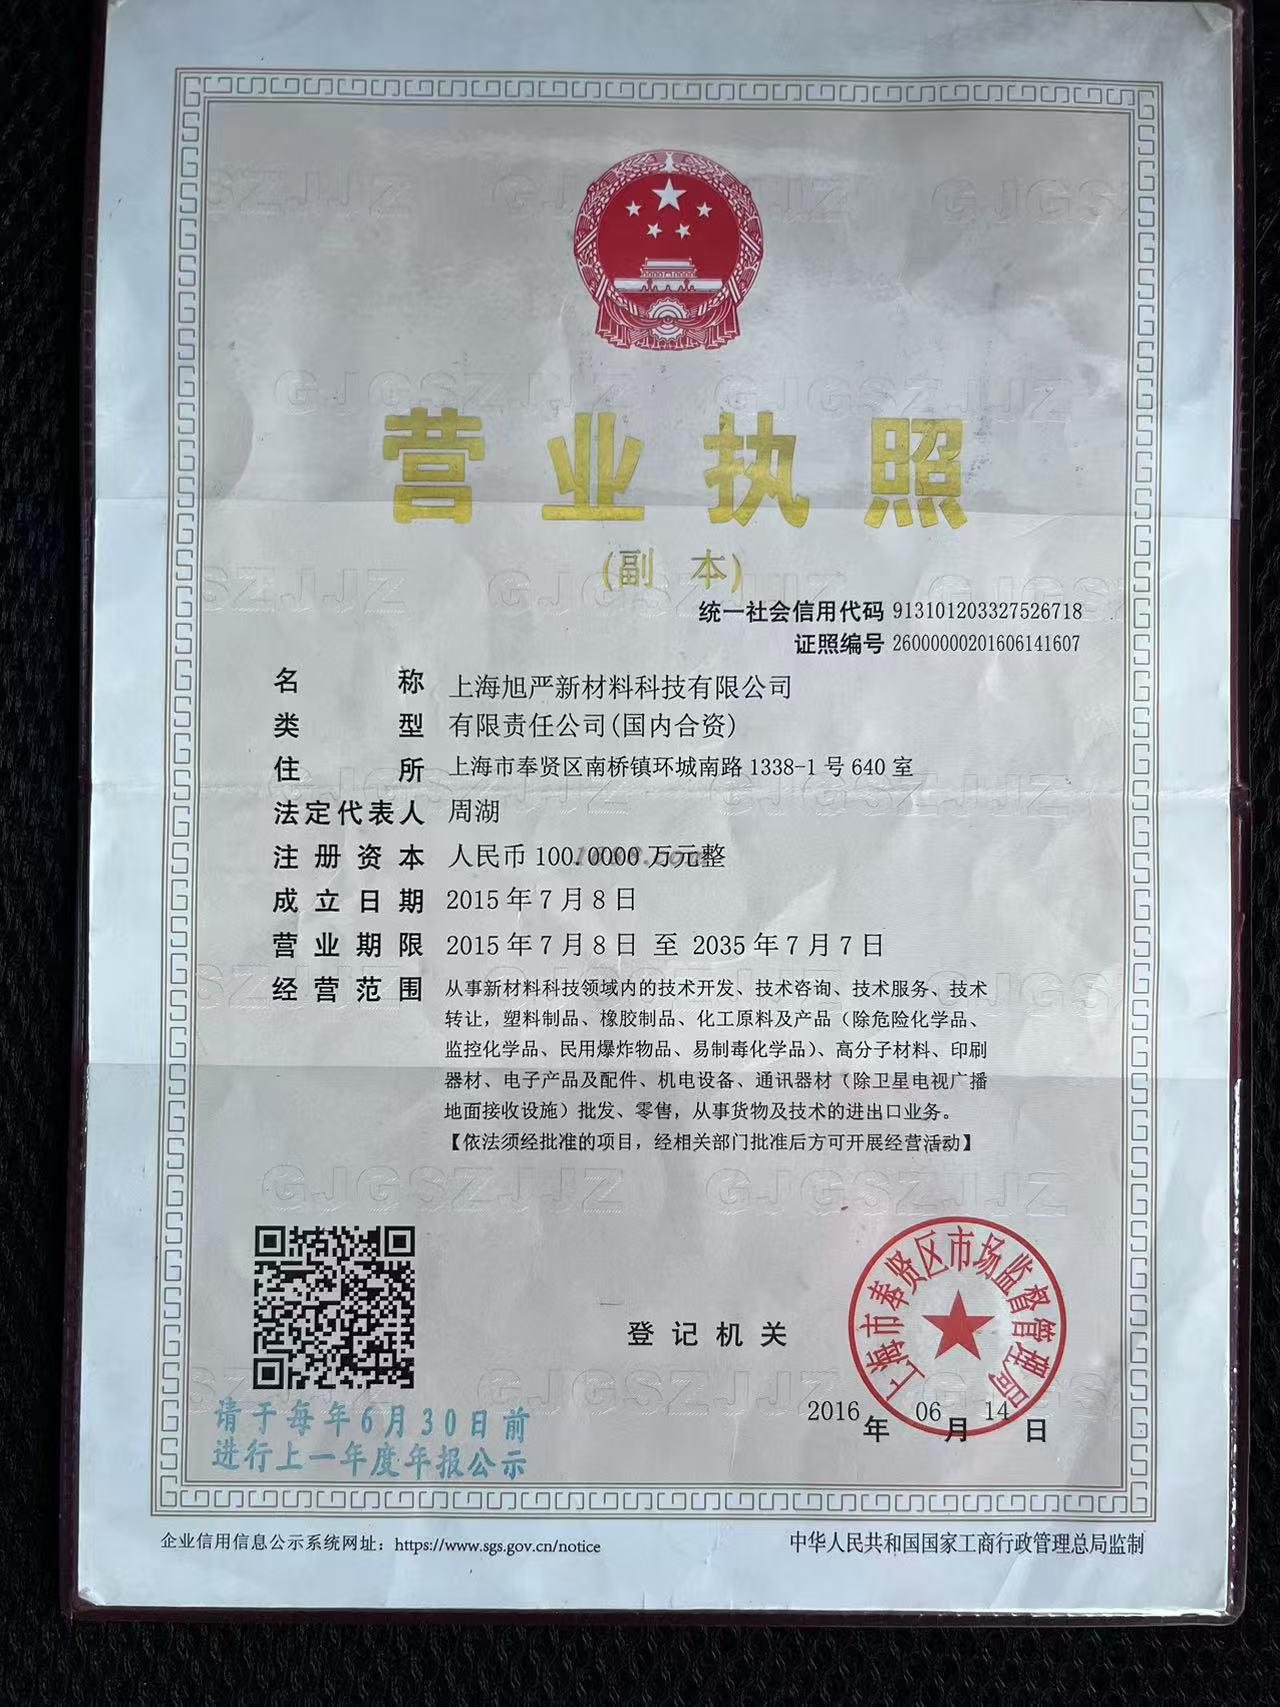 营业执照
(副 本)
统一社会信用代码 913101203327526718
证照编号 26000000201606141607
名 称 上海旭严新材料科技有限公司
类 型 有限责任公司(国内合资)
住 所 上海市奉贤区南桥镇环城南路1338-1号640室
法定代表人 周湖
注册资本 人民币100.0000万元整
成立日期 2015年7月8日
营业期限 2015年7月8日 至 2035年7月7日
经营范围 从事新材料科技领域内的技术开发、技术咨询、技术服务、技术
转让，塑料制品、橡胶制品、化工原料及产品（除危险化学品、
监控化学品、民用爆炸物品、易制毒化学品）、高分子材料、印刷
器材、电子产品及配件、机电设备、通讯器材（除卫星电视广播
地面接收设施）批发、零售，从事货物及技术的进出口业务。
【依法须经批准的项目，经相关部门批准后方可开展经营活动】
登记机关
上海市奉贤区市场监督管理局
2016年06月14日
请于每年6月30日前
进行上一年度年报公示
企业信用信息公示系统网址：https://www.sgs.gov.cn/notice
中华人民共和国国家工商行政管理总局监制